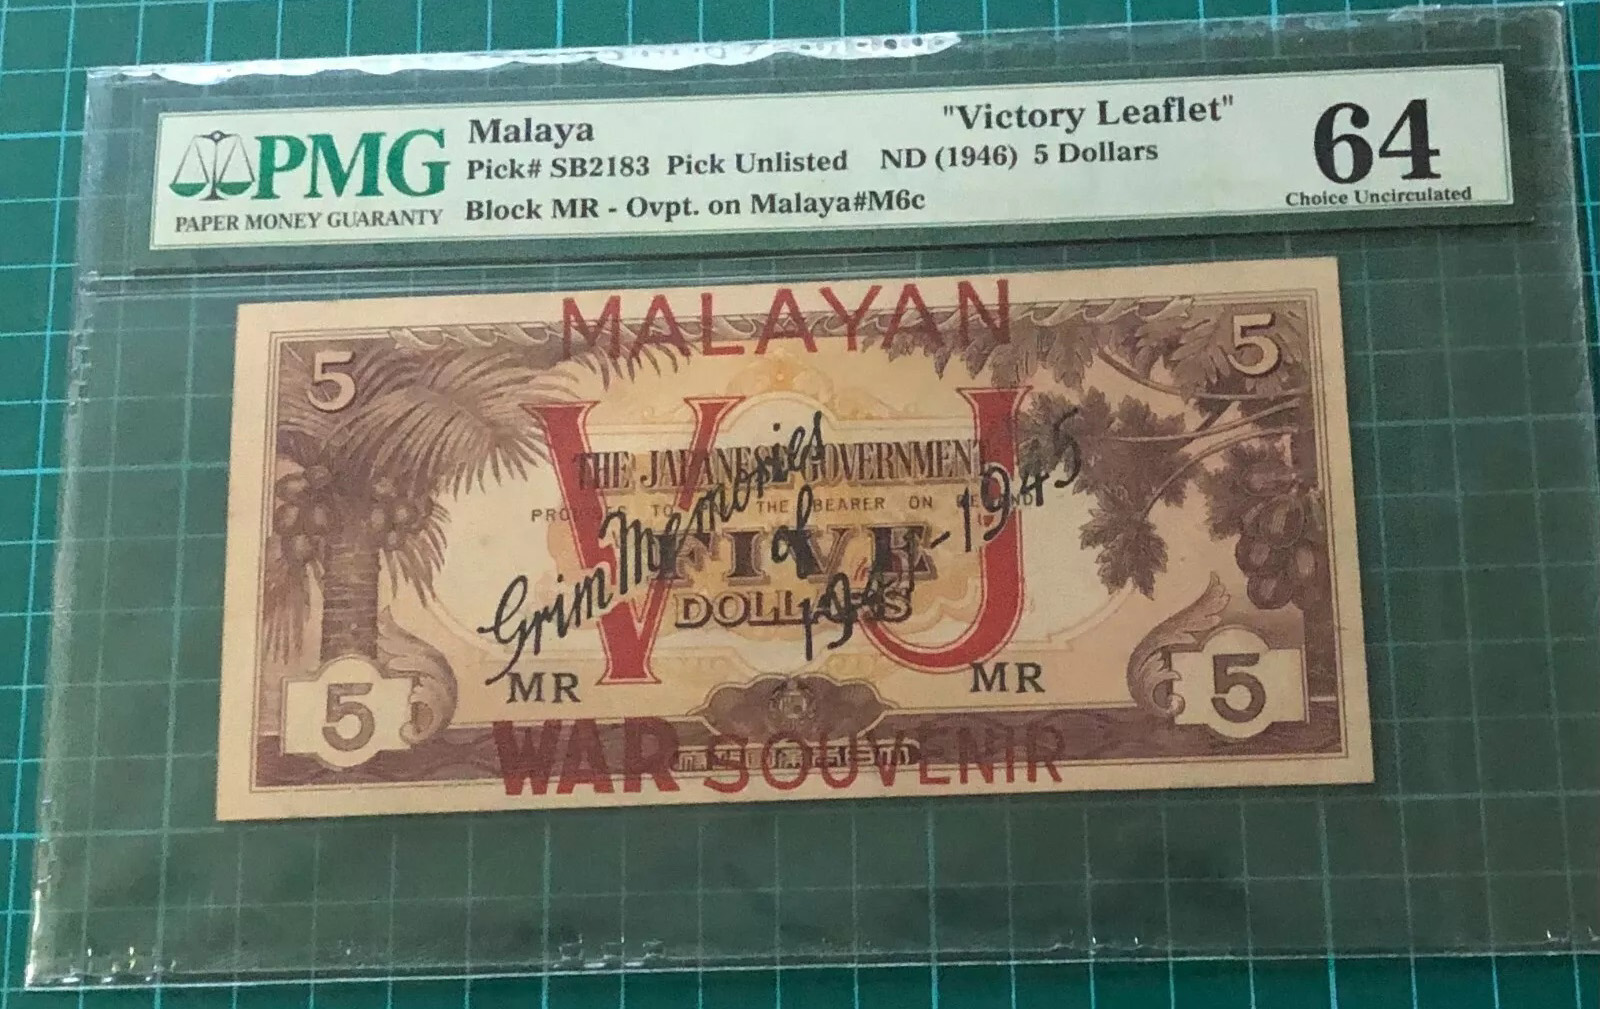 PMG
PAPER MONEY GUARANTY
Malaya
"Victory Leaflet"
Pick# SB2183 Pick Unlisted ND (1946) 5 Dollars
Block MR - Ovpt. on Malaya#M6c
64
Choice Uncirculated
MALAYAN
5
5
VJ
THE JAPANESE GOVERNMENT
PROMISES TO PAY THE BEARER ON DEMAND
FIVE
DOLLARS
Grim Memories
of
1941-1945
MR
MR
5
5
WAR SOUVENIR